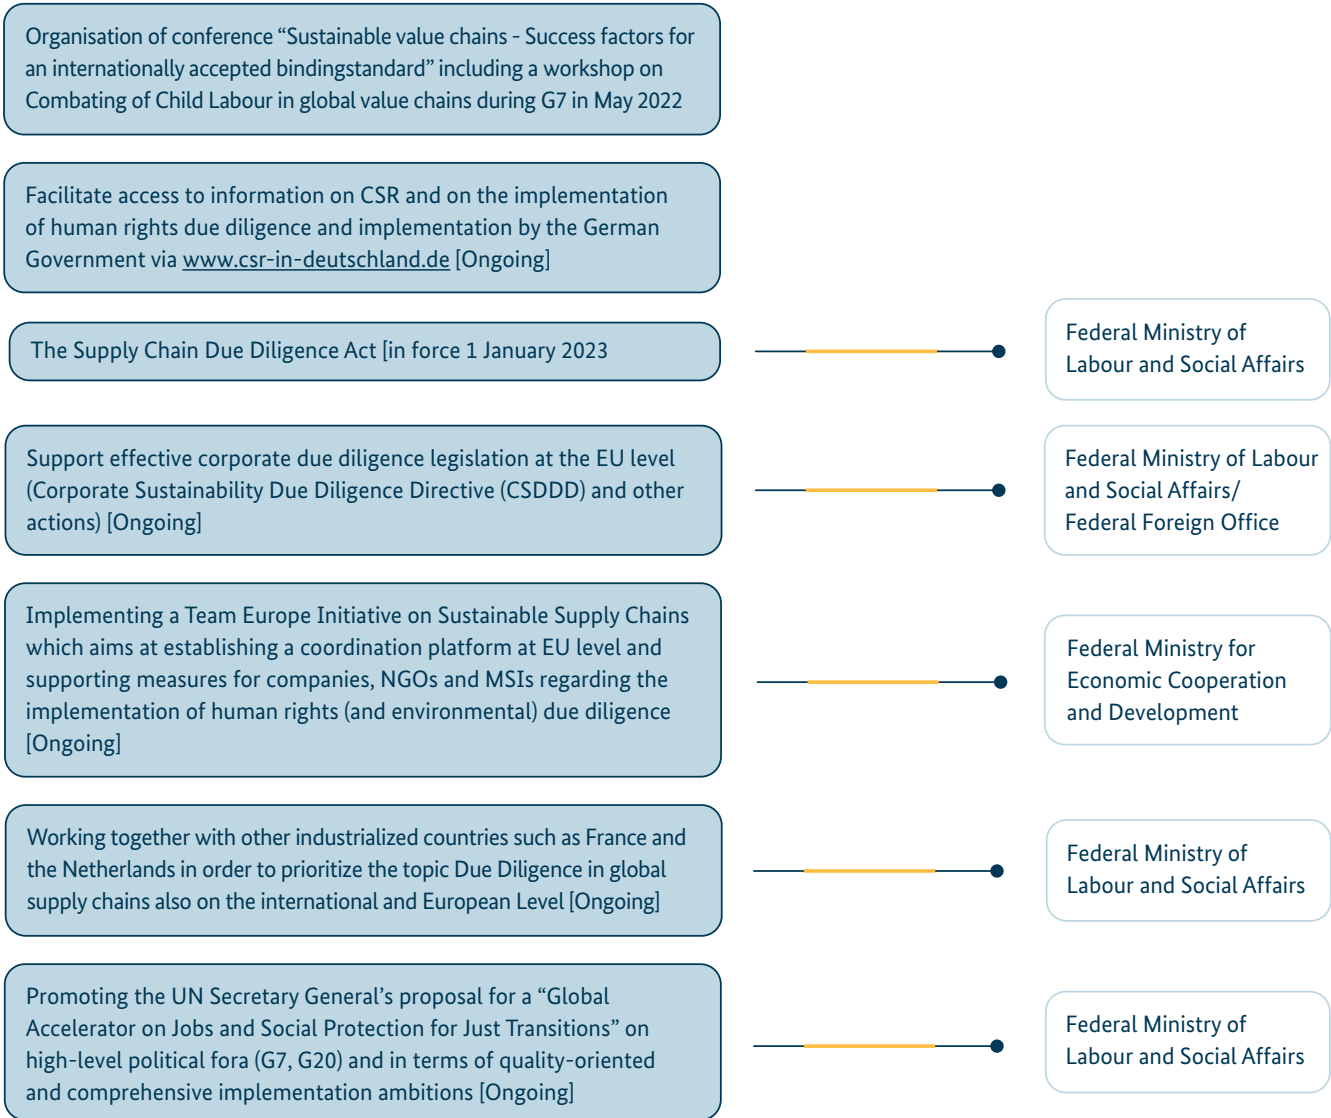 Organisation of conference “Sustainable value chains - Success factors for
an internationally accepted bindingstandard” including a workshop on
Combating of Child Labour in global value chains during G7 in May 2022
Facilitate access to information on CSR and on the implementation
of human rights due diligence and implementation by the German
Government via www.csr-in-deutschland.de [Ongoing]
The Supply Chain Due Diligence Act [in force 1 January 2023
Federal Ministry of
Labour and Social Affairs
Support effective corporate due diligence legislation at the EU level
(Corporate Sustainability Due Diligence Directive (CSDDD) and other
actions) [Ongoing]
Federal Ministry of Labour
and Social Affairs/
Federal Foreign Office
Implementing a Team Europe Initiative on Sustainable Supply Chains
which aims at establishing a coordination platform at EU level and
supporting measures for companies, NGOs and MSIs regarding the
implementation of human rights (and environmental) due diligence
[Ongoing]
Federal Ministry for
Economic Cooperation
and Development
Working together with other industrialized countries such as France and
the Netherlands in order to prioritize the topic Due Diligence in global
supply chains also on the international and European Level [Ongoing]
Federal Ministry of
Labour and Social Affairs
Promoting the UN Secretary General’s proposal for a “Global
Accelerator on Jobs and Social Protection for Just Transitions” on
high-level political fora (G7, G20) and in terms of quality-oriented
and comprehensive implementation ambitions [Ongoing]
Federal Ministry of
Labour and Social Affairs